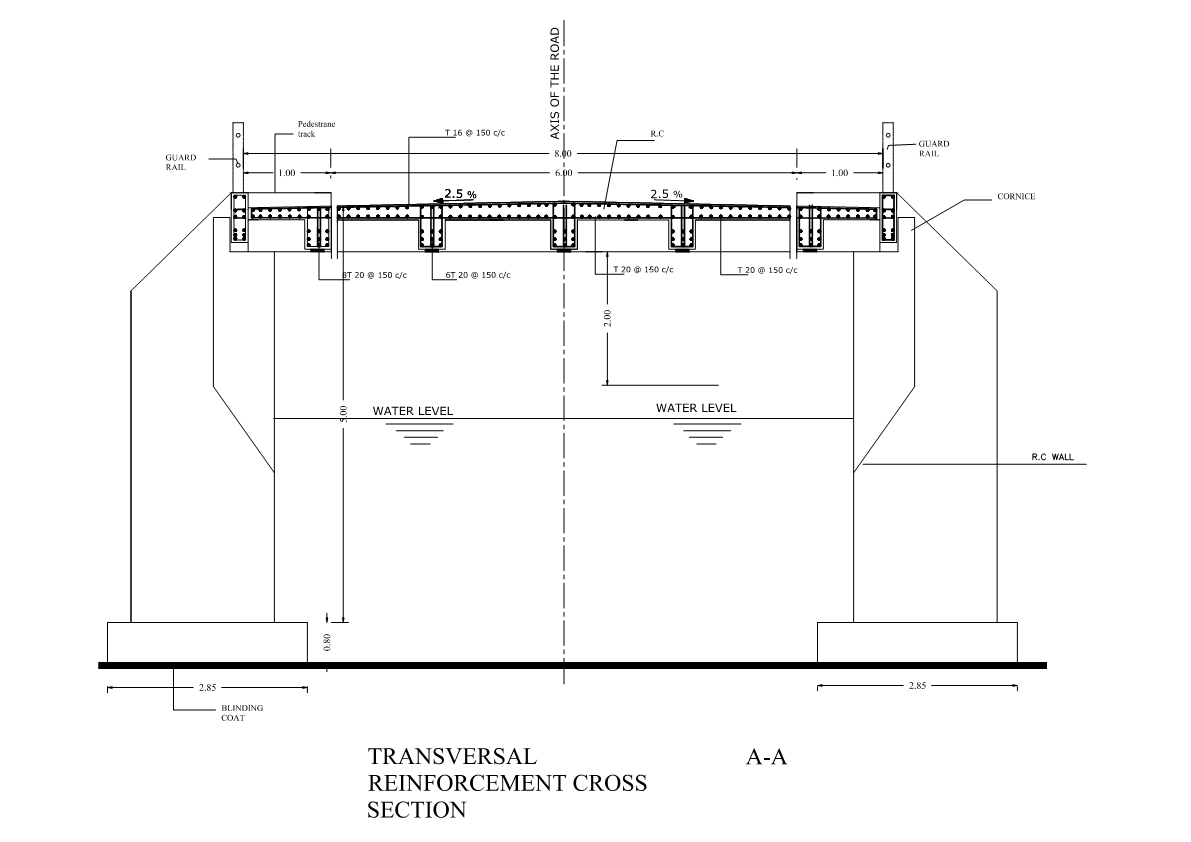 AXIS OF THE ROAD
Pedestrane
track
T 16 @ 150 c/c
R.C
GUARD
RAIL
GUARD
RAIL
8.00
1.00
6.00
1.00
2.5 %
2.5 %
CORNICE
8T 20 @ 150 c/c
6T 20 @ 150 c/c
T 20 @ 150 c/c
T 20 @ 150 c/c
2.00
5.00
WATER LEVEL
WATER LEVEL
R.C WALL
0.80
2.85
2.85
BLINDING
COAT
TRANSVERSAL
REINFORCEMENT CROSS
SECTION
A-A